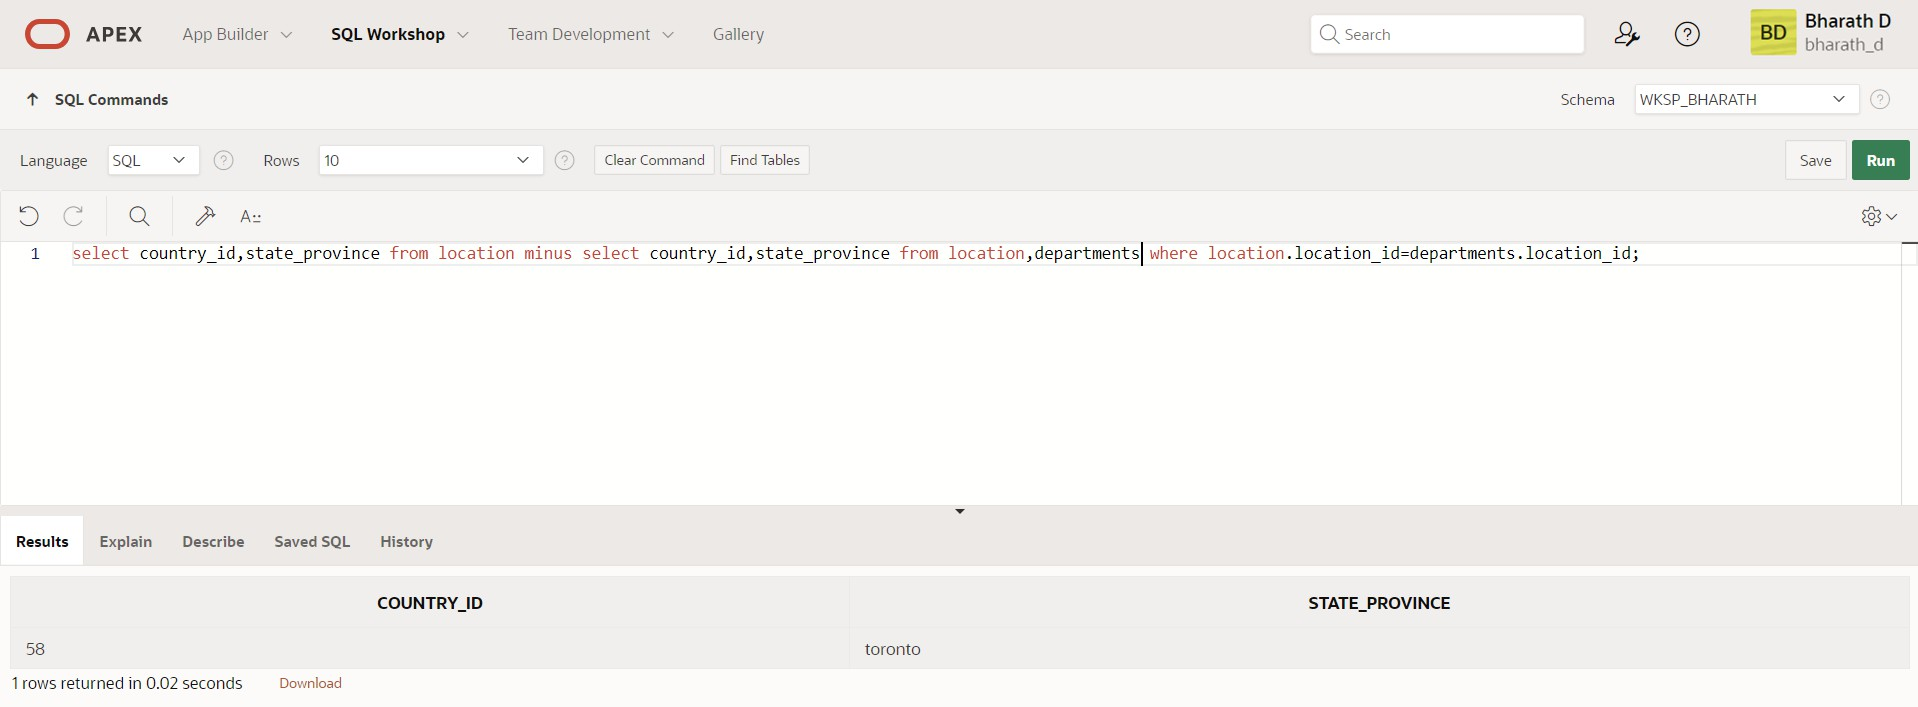 APEX App Builder SQL Workshop Team Development Gallery Search BD Bharath D
bharath_d
SQL Commands Schema WKSP_BHARATH ?
Language SQL ? Rows 10 ? Clear Command Find Tables Save Run
A::
1 select country_id,state_province from location minus select country_id,state_province from location,departments where location.location_id=departments.location_id;
Results Explain Describe Saved SQL History
COUNTRY_ID STATE_PROVINCE
58 toronto
1 rows returned in 0.02 seconds Download